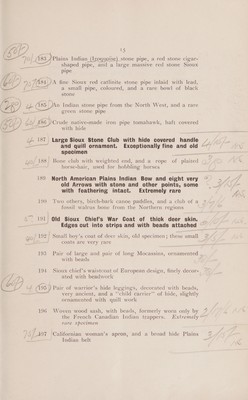 15
183 Plains Indian (Iroquoian) stone pipe, a red stone cigars
shaped pipe, and a large massive red stone Sioux
pipe
184 A fine Sioux red catlinite stone pipe inlaid with lead,
a small pipe, coloured, and a rare bowl of black
stone
185 An Indian stone pipe from the North West, and a rare
green stone pipe
186 Crude native-made iron pipe tomahawk, haft covered
with hide
187 Large Sioux Stone Club with hide covered handle
and quill ornament. Exceptionally fine and old
specimen
188 Bone club with weighted rod, and a rope of plaited
horse-hair, used for hobbling horses
189 North American Plains Indian Bow and eight very
old Arrows with stone and other points, some
with feathering intact. Extremely rare
190 Two others, birch-bark canoe paddles, and a club of a
fossil walrus bone from the Northern regions
191 Old Sioux Chief's War Coat of thick deer skin.
Edges cut into strips and with beads attached
192 Small boy's coat of deer skin, old specimen; these small
coats are very rare
193 Pair of large and pair of long Mocassins, ornamented
with beads
194 Sioux chief's waistcoat of European design, finely decor-
ated with beadwork
195 Pair of warrior's hide leggings, decorated with beads,
very ancient, and a "child carrier" of hide, slightly
ornamented with quill work
196 Woven wood sash, with beads, formerly worn only by
the French Canadian Indian trappers. Extremely
rare specimen
197 Californian woman's apron, and a broad hide Plains
Indian belt